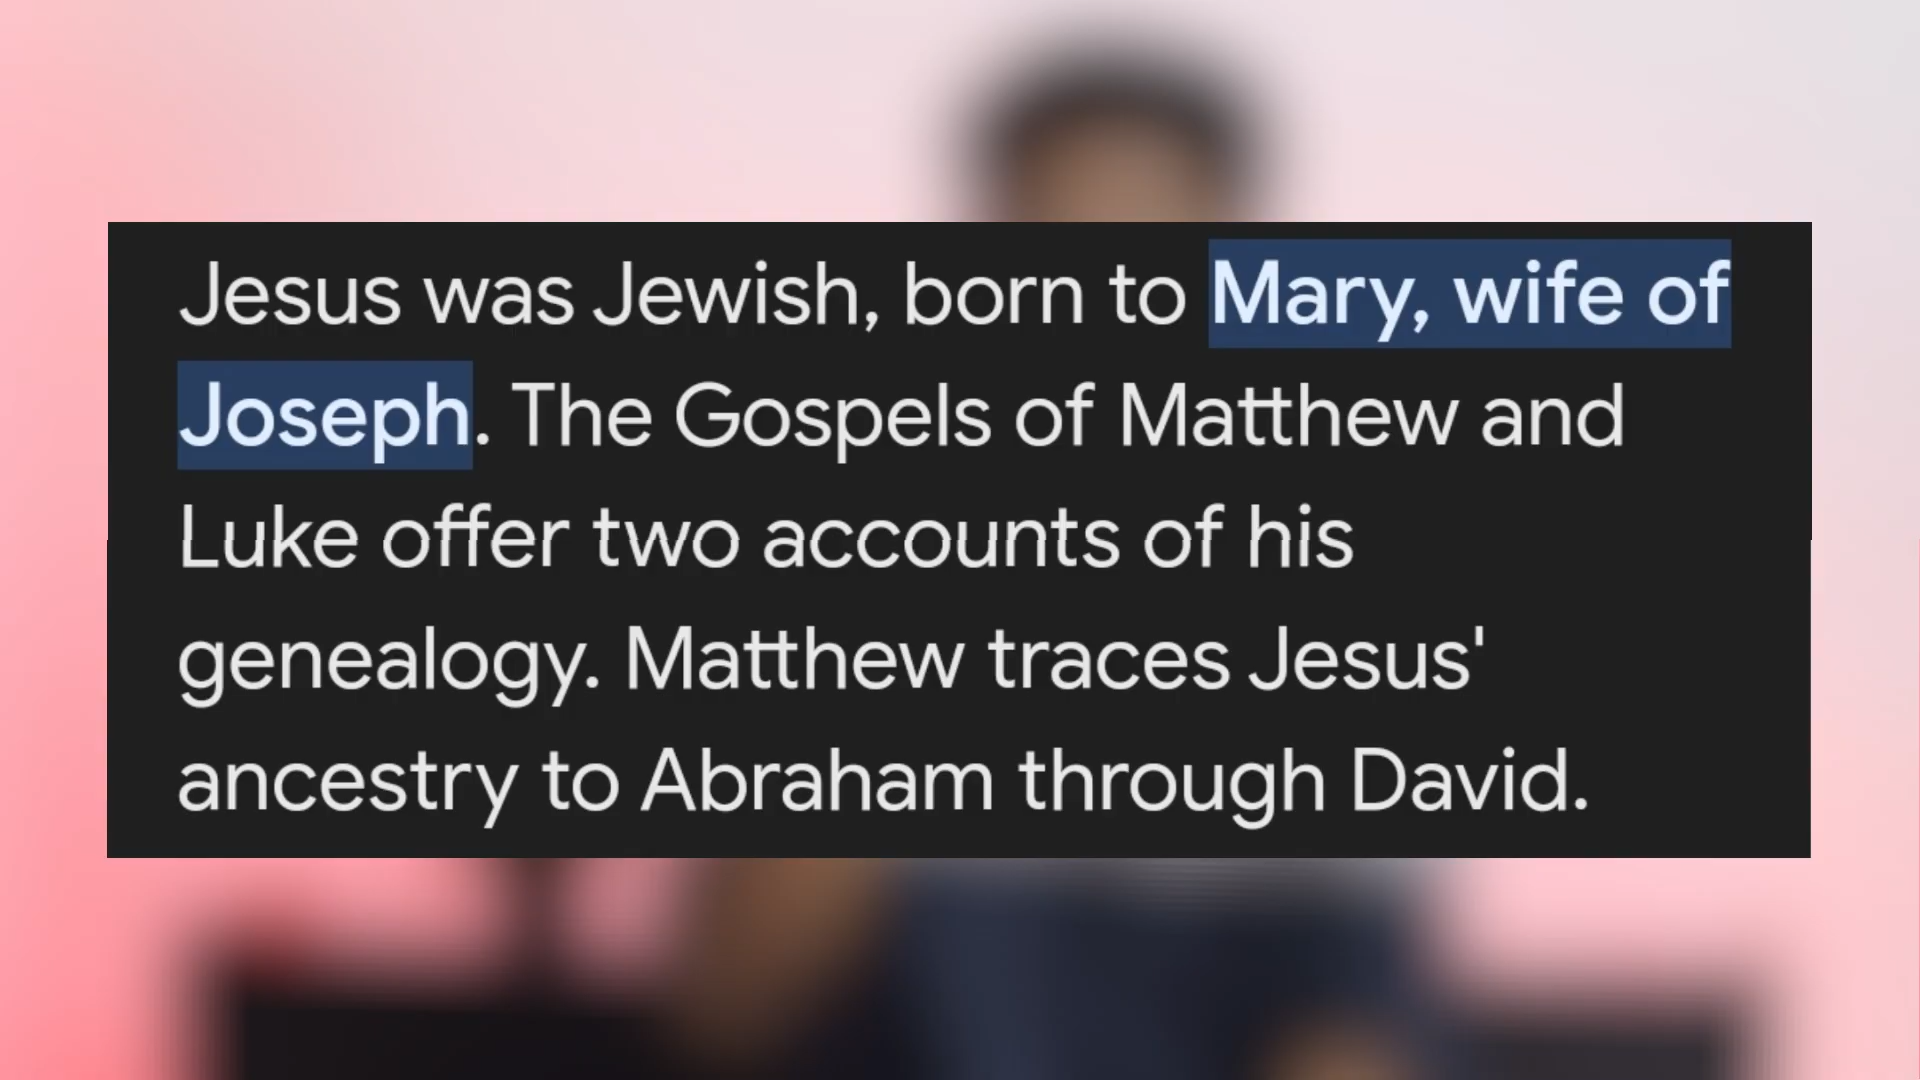 Jesus was Jewish, born to Mary, wife of
Joseph. The Gospels of Matthew and
Luke offer two accounts of his
genealogy. Matthew traces Jesus'
ancestry to Abraham through David.